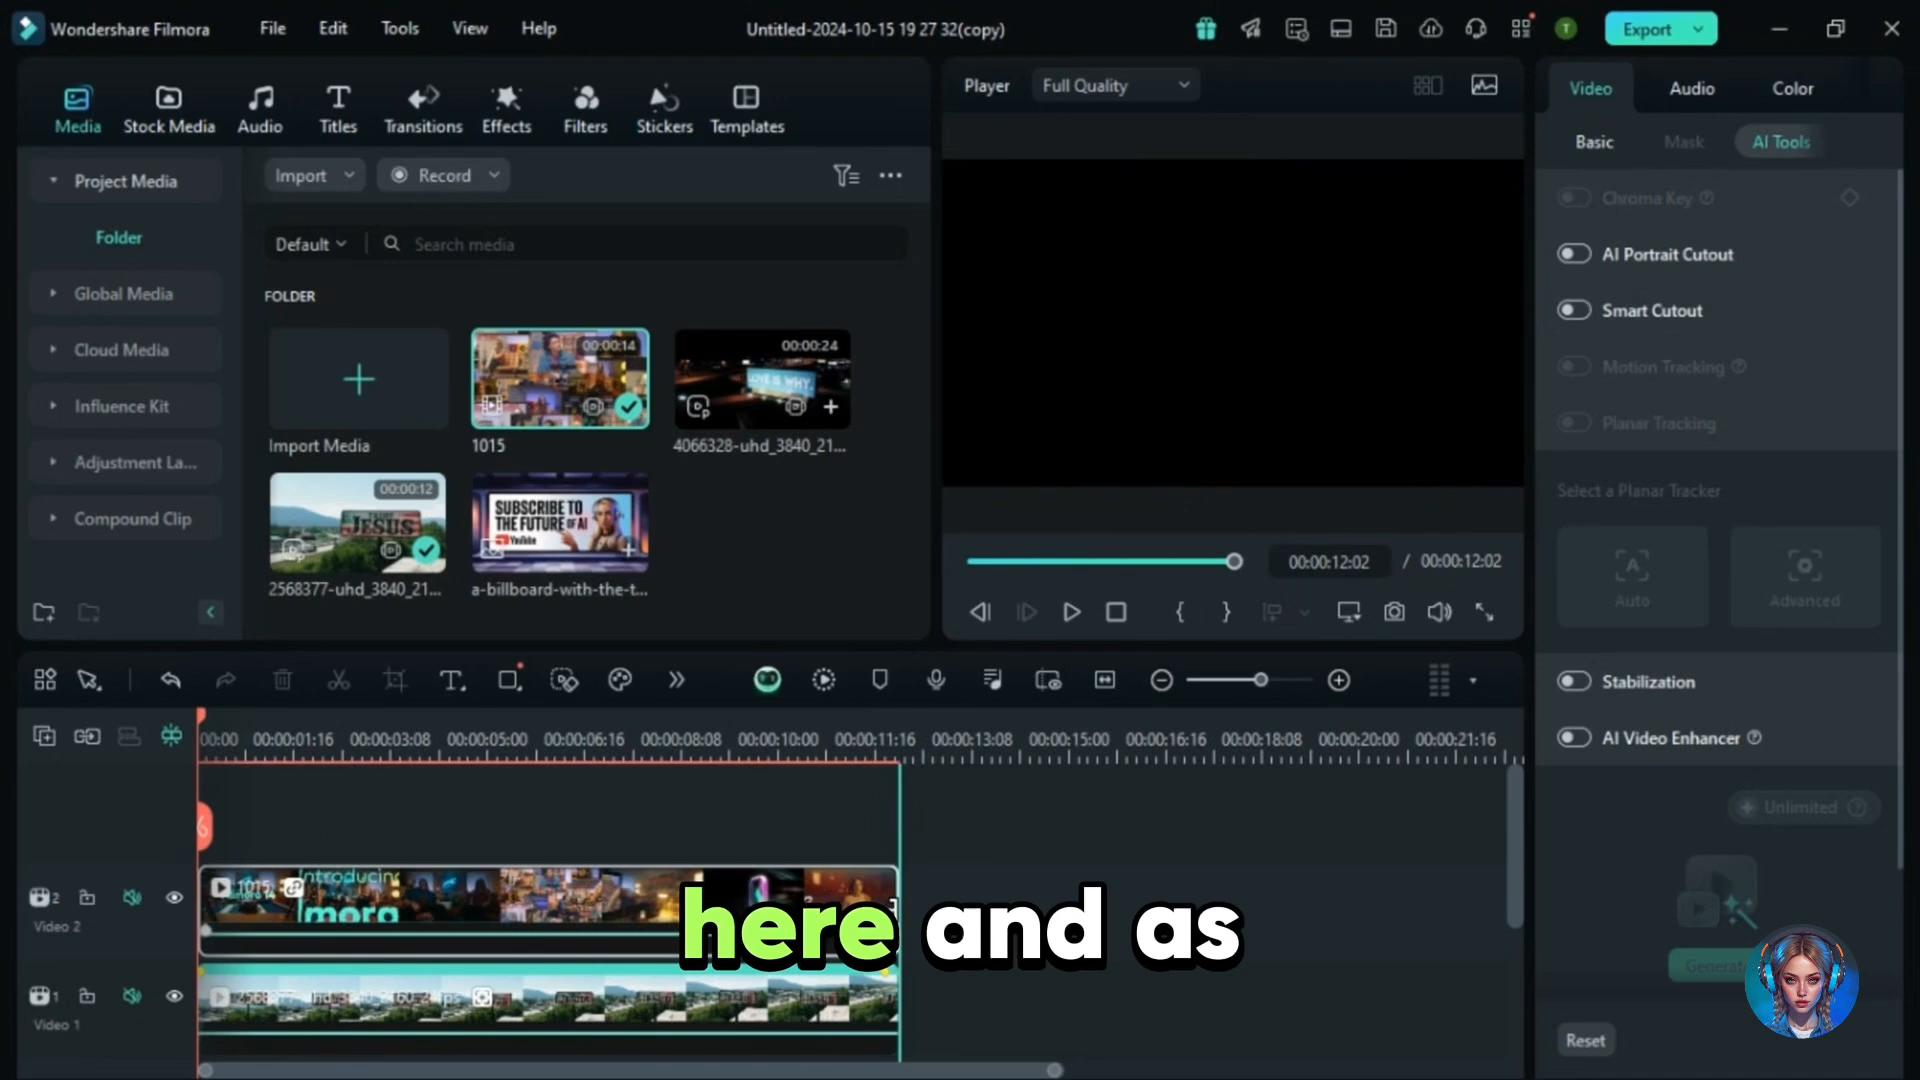 Wondershare Filmora
File
Edit
Tools
View
Help
Untitled-2024-10-15 19 27 32(copy)
T
Export
Media
Stock Media
Audio
Titles
Transitions
Effects
Filters
Stickers
Templates
Player
Full Quality
Video
Audio
Color
Basic
Mask
AI Tools
Project Media
Folder
Global Media
Cloud Media
Influence Kit
Adjustment La...
Compound Clip
Import
Record
Default
Search media
FOLDER
Import Media
00:00:14
1015
00:00:24
LOVE IS WHY.
4066328-uhd_3840_21...
00:00:12
JESUS
2568377-uhd_3840_21...
SUBSCRIBE TO
THE FUTURE OF AI
YouTube
a-billboard-with-the-t...
00:00:12:02
/
00:00:12:02
Chroma Key
AI Portrait Cutout
Smart Cutout
Motion Tracking
Planar Tracking
Select a Planar Tracker
Auto
Advanced
Stabilization
AI Video Enhancer
Unlimited
Reset
00:00
00:00:01:16
00:00:03:08
00:00:05:00
00:00:06:16
00:00:08:08
00:00:10:00
00:00:11:16
00:00:13:08
00:00:15:00
00:00:16:16
00:00:18:08
00:00:20:00
00:00:21:16
2
Video 2
1015
Introducing
1
Video 1
here and as